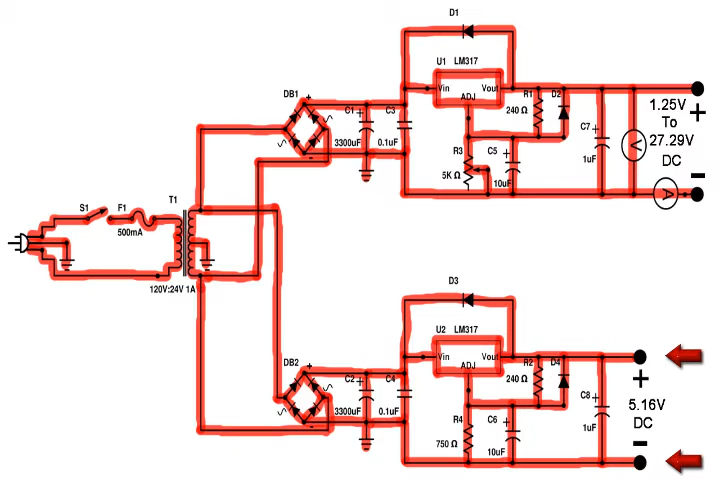 D1
U1 LM317
Vin Vout
ADJ
DB1 +
C1 + C3
3300uF 0.1uF
R1 D2
240 Ω
R3
5K Ω
C5 +
10uF
C7 +
1uF
V
A
1.25V +
To
27.29V
DC
-
S1 F1 T1
500mA
120V:24V 1A
D3
U2 LM317
Vin Vout
ADJ
DB2 +
-
C2 + C4
3300uF 0.1uF
R2 D4
240 Ω
R4
750 Ω
C6 +
10uF
C8 +
1uF
+
5.16V
DC
-